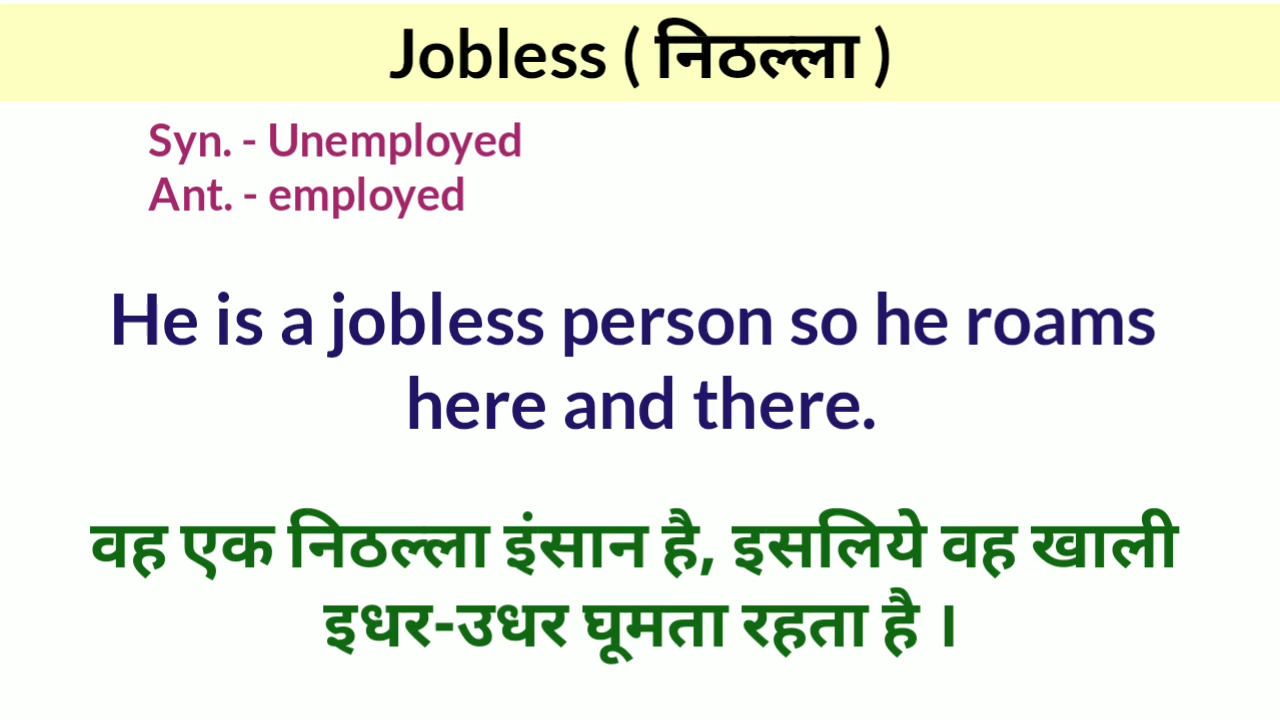 Jobless ( निठल्ला )
Syn. - Unemployed
Ant. - employed
He is a jobless person so he roams
here and there.
वह एक निठल्ला इंसान है, इसलिये वह खाली
इधर-उधर घूमता रहता है ।